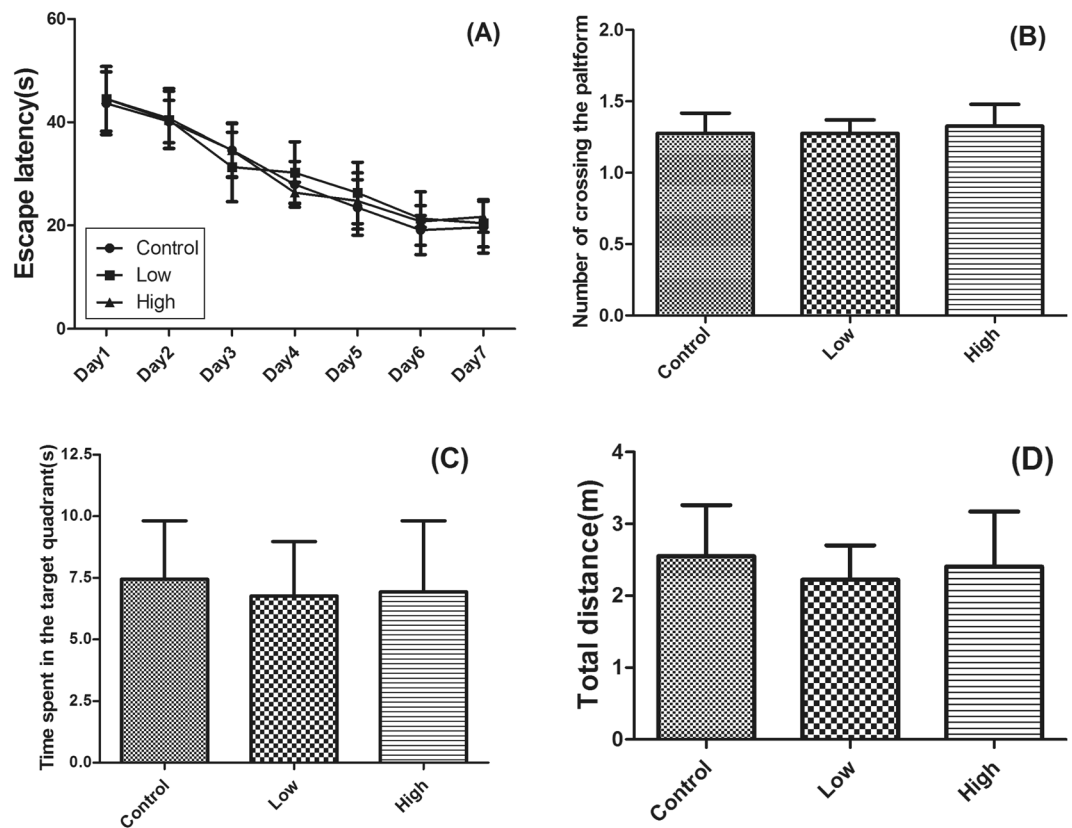 (A)
Escape latency(s)
60
40
20
0
Control
Low
High
Day1
Day2
Day3
Day4
Day5
Day6
Day7
(B)
Number of crossing the paltform
2.0
1.5
1.0
0.5
0.0
Control
Low
High
(C)
Time spent in the target quadrant(s)
12.5
10.0
7.5
5.0
2.5
0.0
Control
Low
High
(D)
Total distance(m)
4
3
2
1
0
Control
Low
High